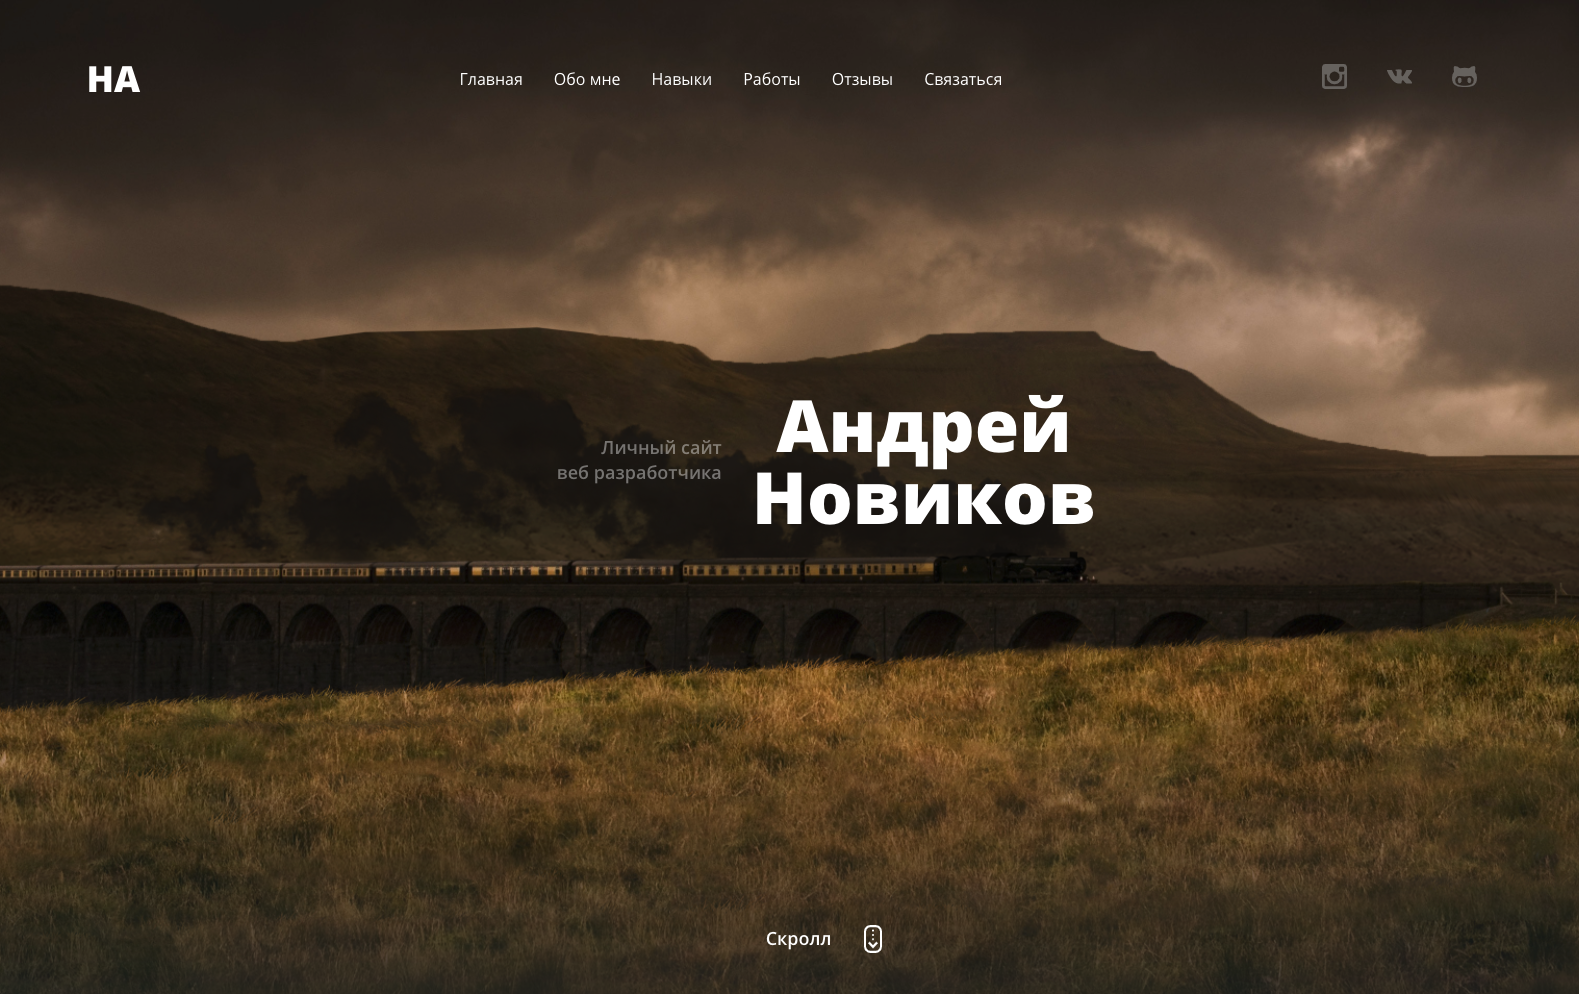 НА
Главная
Обо мне
Навыки
Работы
Отзывы
Связаться
Личный сайт
веб разработчика
Андрей
Новиков
Скролл